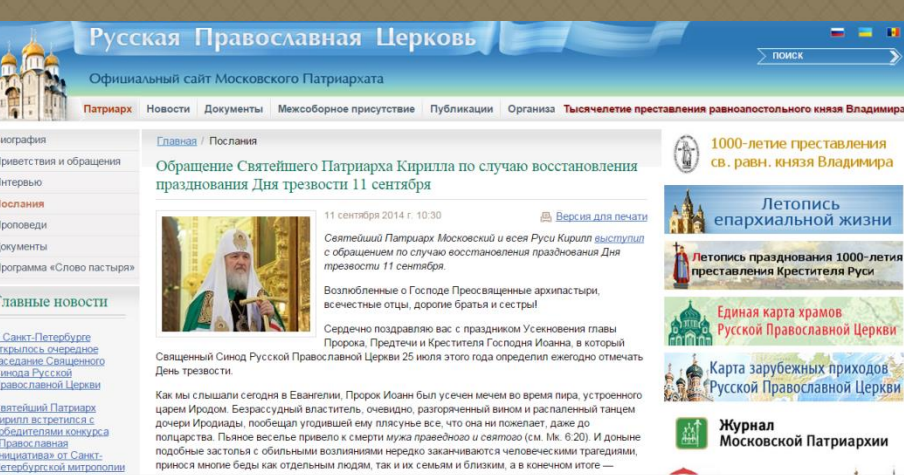 Русская Православная Церковь
Официальный сайт Московского Патриархата
поиск
Патриарх Новости Документы Межсоборное присутствие Публикации Организа Тысячелетие преставления равноапостольного князя Владимира
иография
риветствия и обращения
нтервью
ослания
роповеди
окументы
рограмма «Слово пастыря»
лавные новости
Санкт-Петербурге
ткрылось очередное
аседание Священного
инода Русской
равославной Церкви
вятейший Патриарх
ирилл встретился с
обедителями конкурса
Православная
нициатива» от Санкт-
етербургской митрополии
Главная / Послания
Обращение Святейшего Патриарха Кирилла по случаю восстановления
празднования Дня трезвости 11 сентября
11 сентября 2014 г. 10:30 Версия для печати
Святейший Патриарх Московский и всея Руси Кирилл выступил
с обращением по случаю восстановления празднования Дня
трезвости 11 сентября.
Возлюбленные о Господе Преосвященные архипастыри,
всечестные отцы, дорогие братья и сестры!
Сердечно поздравляю вас с праздником Усекновения главы
Пророка, Предтечи и Крестителя Господня Иоанна, в который
Священный Синод Русской Православной Церкви 25 июля этого года определил ежегодно отмечать
День трезвости.
Как мы слышали сегодня в Евангелии, Пророк Иоанн был усечен мечем во время пира, устроенного
царем Иродом. Безрассудный властитель, очевидно, разгоряченный вином и распаленный танцем
дочери Иродиады, пообещал угодившей ему плясунье все, что она ни пожелает, даже до
полцарства. Пьяное веселье привело к смерти мужа праведного и святого (см. Мк. 6:20). И доныне
подобные застолья с обильными возлияниями нередко заканчиваются человеческими трагедиями,
принося многие беды как отдельным людям, так и их семьям и близким, а в конечном итоге —
1000-летие преставления
св. равн. князя Владимира
Летопись
епархиальной жизни
Летопись празднования 1000-летия
преставления Крестителя Руси
Единая карта храмов
Русской Православной Церкви
Карта зарубежных приходов
Русской Православной Церкви
Журнал
Московской Патриархии